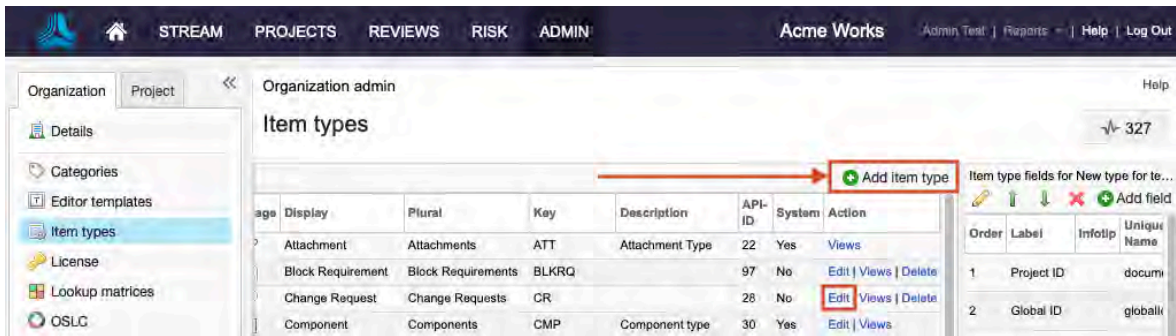 STREAM PROJECTS REVIEWS RISK ADMIN Acme Works Admin Test | Reports | Help | Log Out
Organization Project
Details
Categories
Editor templates
Item types
License
Lookup matrices
OSLC
Organization admin Help
Item types 327
Add item type
age Display Plural Key Description API-ID System Action
Attachment Attachments ATT Attachment Type 22 Yes Views
Block Requirement Block Requirements BLKRQ 97 No Edit | Views | Delete
Change Request Change Requests CR 28 No Edit | Views | Delete
Component Components CMP Component type 30 Yes Edit | Views
Item type fields for New type for te...
Add field
Order Label Infotip Unique Name
1 Project ID docum
2 Global ID globali